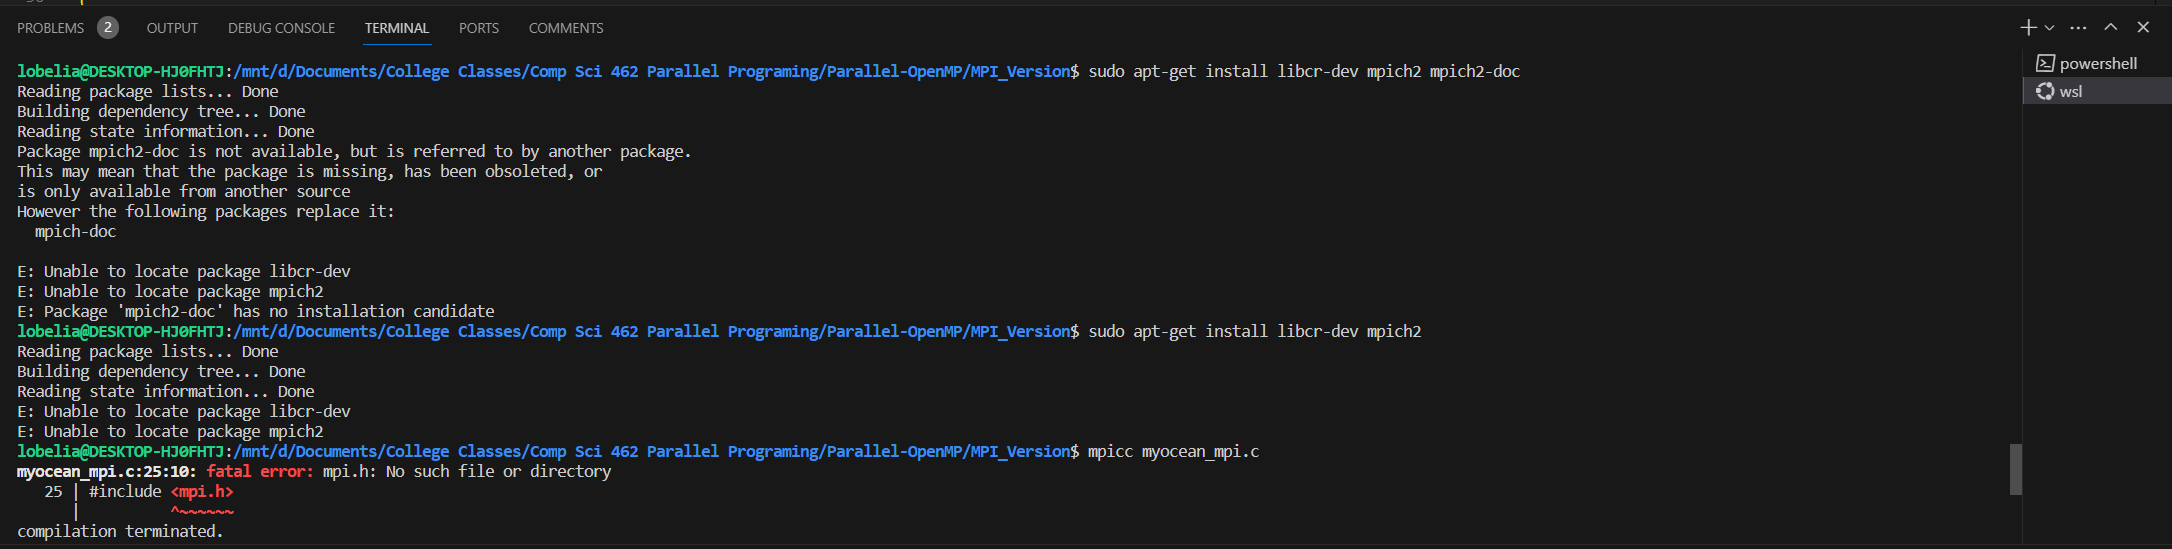 PROBLEMS 2 OUTPUT DEBUG CONSOLE TERMINAL PORTS COMMENTS
powershell
wsl
lobelia@DESKTOP-HJ0FHTJ:/mnt/d/Documents/College Classes/Comp Sci 462 Parallel Programing/Parallel-OpenMP/MPI_Version$ sudo apt-get install libcr-dev mpich2 mpich2-doc
Reading package lists... Done
Building dependency tree... Done
Reading state information... Done
Package mpich2-doc is not available, but is referred to by another package.
This may mean that the package is missing, has been obsoleted, or
is only available from another source
However the following packages replace it:
  mpich-doc

E: Unable to locate package libcr-dev
E: Unable to locate package mpich2
E: Package 'mpich2-doc' has no installation candidate
lobelia@DESKTOP-HJ0FHTJ:/mnt/d/Documents/College Classes/Comp Sci 462 Parallel Programing/Parallel-OpenMP/MPI_Version$ sudo apt-get install libcr-dev mpich2
Reading package lists... Done
Building dependency tree... Done
Reading state information... Done
E: Unable to locate package libcr-dev
E: Unable to locate package mpich2
lobelia@DESKTOP-HJ0FHTJ:/mnt/d/Documents/College Classes/Comp Sci 462 Parallel Programing/Parallel-OpenMP/MPI_Version$ mpicc myocean_mpi.c
myocean_mpi.c:25:10: fatal error: mpi.h: No such file or directory
   25 | #include <mpi.h>
      |          ^~~~~~~
compilation terminated.